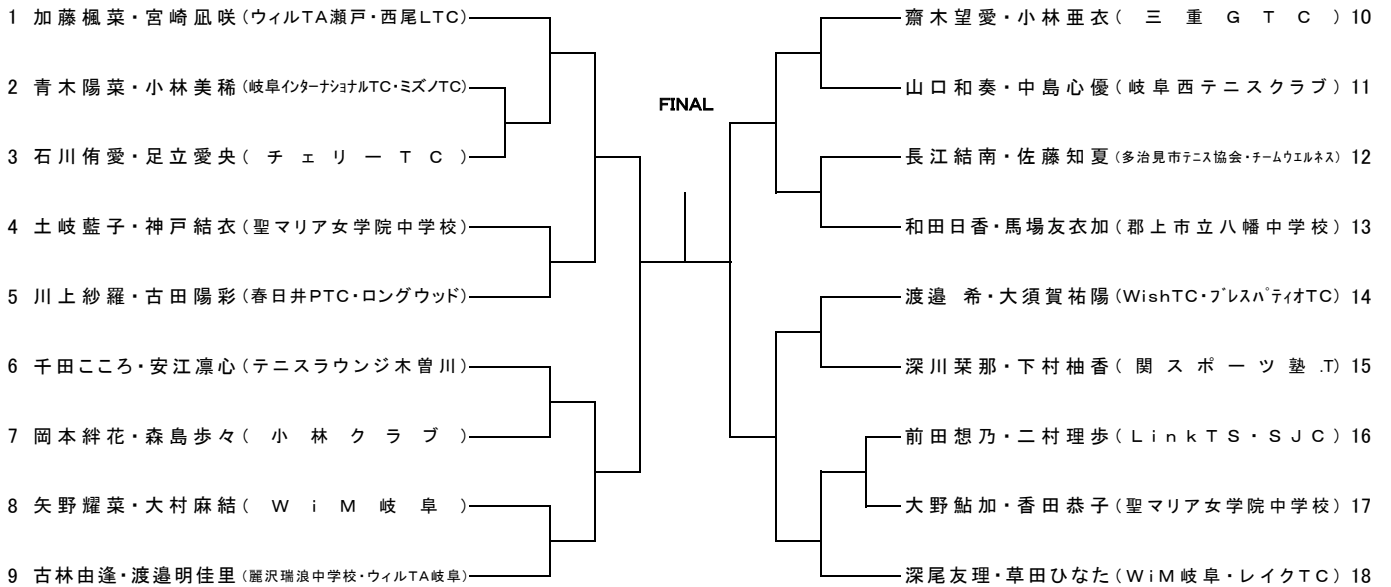 1 加藤楓菜・宮崎凪咲(ウィルTA瀬戸・西尾LTC)
2 青木陽菜・小林美稀(岐阜インターナショナルTC・ミズノTC)
3 石川侑愛・足立愛央(チェリーTC)
4 土岐藍子・神戸結衣(聖マリア女学院中学校)
5 川上紗羅・古田陽彩(春日井PTC・ロングウッド)
6 千田こころ・安江凛心(テニスラウンジ木曽川)
7 岡本絆花・森島歩々(小林クラブ)
8 矢野耀菜・大村麻結(WiM岐阜)
9 古林由逢・渡邉明佳里(麗沢瑞浪中学校・ウィルTA岐阜)
FINAL
齋木望愛・小林亜衣(三重GTC) 10
山口和奏・中島心優(岐阜西テニスクラブ) 11
長江結南・佐藤知夏(多治見市テニス協会・チームウエルネス) 12
和田日香・馬場友衣加(郡上市立八幡中学校) 13
渡邉 希・大須賀祐陽(WishTC・ブレスパティオTC) 14
深川栞那・下村柚香(関スポーツ塾.T) 15
前田想乃・二村理歩(LinkTS・SJC) 16
大野鮎加・香田恭子(聖マリア女学院中学校) 17
深尾友理・草田ひなた(WiM岐阜・レイクTC) 18